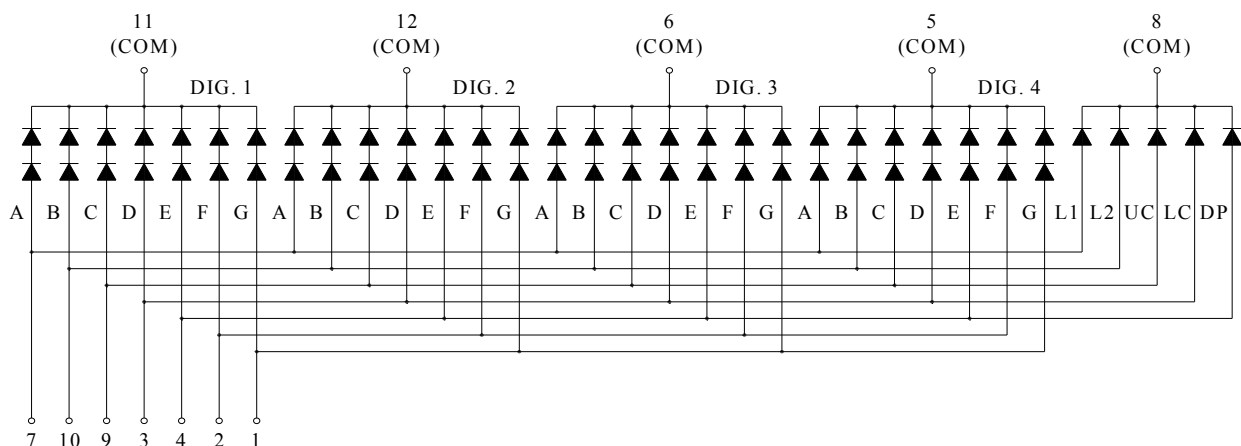 11 12 6 5 8
(COM) (COM) (COM) (COM) (COM)
DIG. 1 DIG. 2 DIG. 3 DIG. 4
A B C D E F G A B C D E F G A B C D E F G A B C D E F G L1 L2 UC LC DP
7 10 9 3 4 2 1